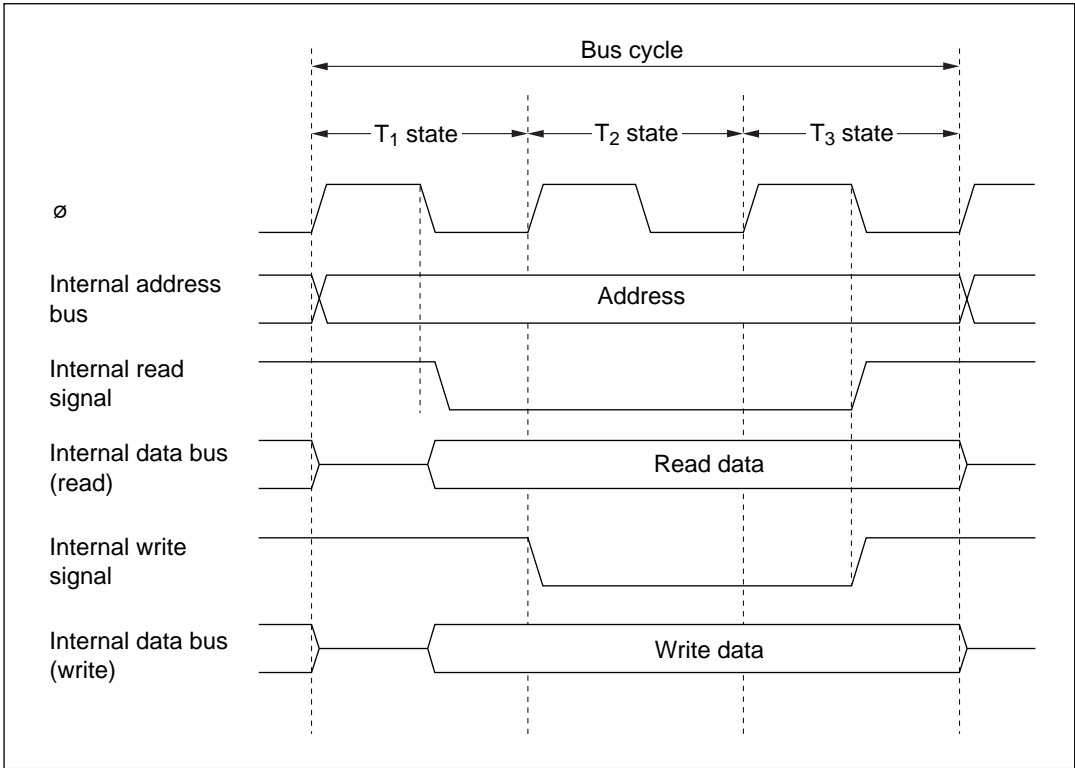 Bus cycle
T₁ state
T₂ state
T₃ state
ø
Internal address
bus
Address
Internal read
signal
Internal data bus
(read)
Read data
Internal write
signal
Internal data bus
(write)
Write data